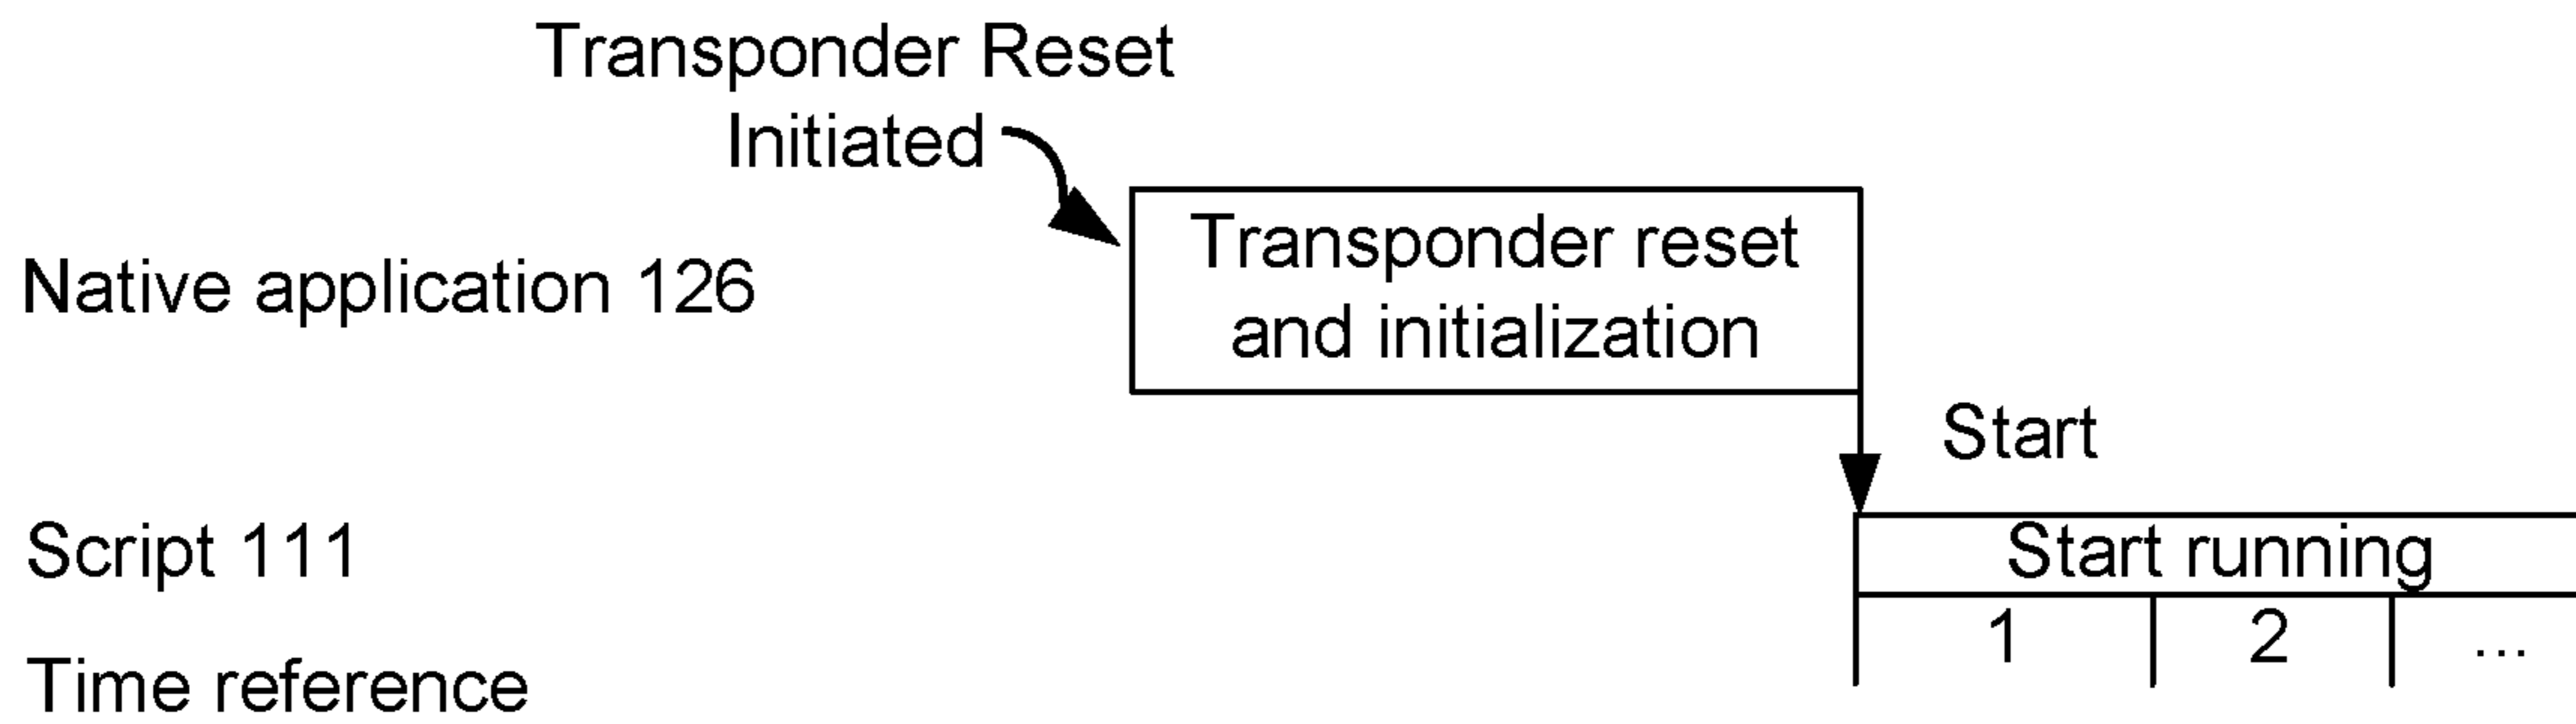 Transponder Reset
Initiated
Transponder reset
Native application 126
and initialization
Start
Script 111
Start running
1 2 ...
Time reference